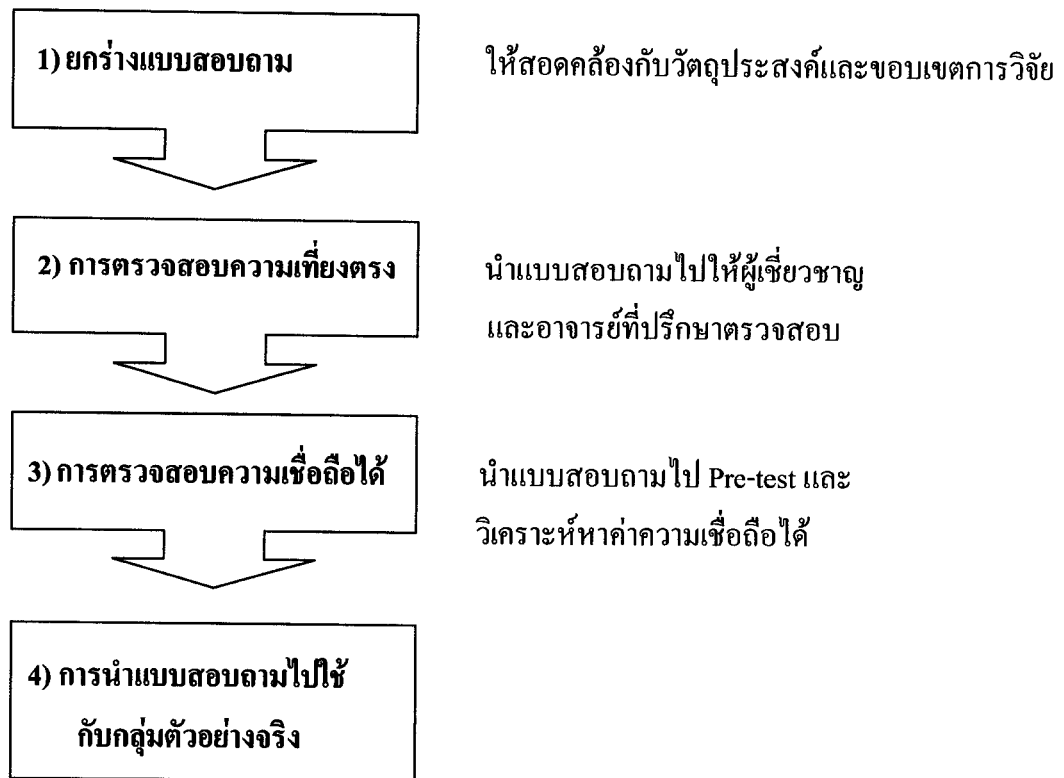 1) ยกร่างแบบสอบถาม
ให้สอดคล้องกับวัตถุประสงค์และขอบเขตการวิจัย
2) การตรวจสอบความเที่ยงตรง
นำแบบสอบถามไปให้ผู้เชี่ยวชาญ
และอาจารย์ที่ปรึกษาตรวจสอบ
3) การตรวจสอบความเชื่อถือได้
นำแบบสอบถามไป Pre-test และ
วิเคราะห์หาค่าความเชื่อถือได้
4) การนำแบบสอบถามไปใช้
กับกลุ่มตัวอย่างจริง